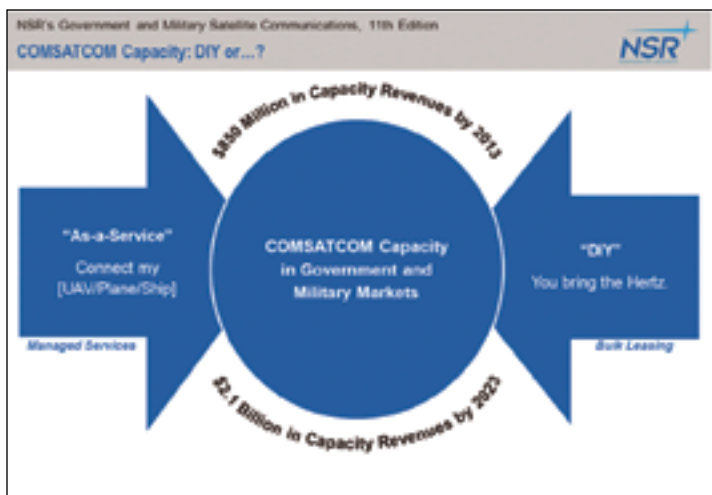 NSR's Government and Military Satellite Communications, 11th Edition
COMSATCOM Capacity: DIY or...?
NSR
$850 Million in Capacity Revenues by 2013
"As-a-Service"
Connect my
[UAV/Plane/Ship]
Managed Services
COMSATCOM Capacity
in Government and
Military Markets
"DIY"
You bring the Hertz.
Bulk Leasing
$2.1 Billion in Capacity Revenues by 2023